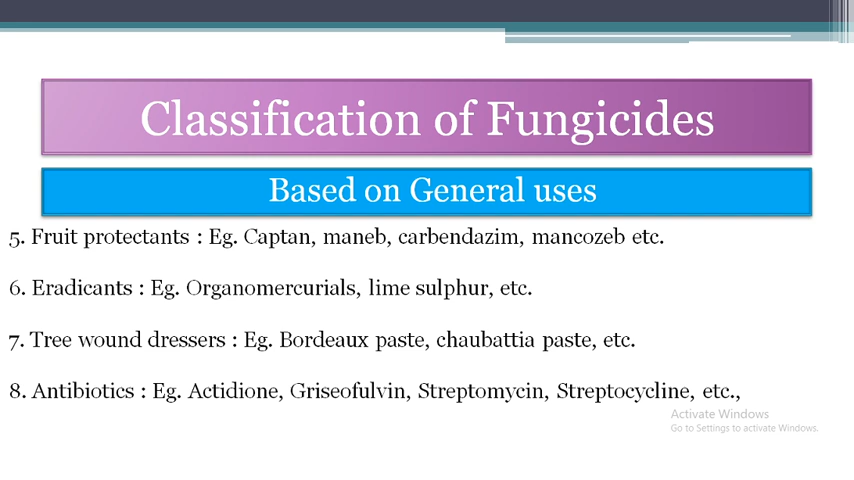 Classification of Fungicides
Based on General uses
5. Fruit protectants : Eg. Captan, maneb, carbendazim, mancozeb etc.
6. Eradicants : Eg. Organomercurials, lime sulphur, etc.
7. Tree wound dressers : Eg. Bordeaux paste, chaubattia paste, etc.
8. Antibiotics : Eg. Actidione, Griseofulvin, Streptomycin, Streptocycline, etc.,
Activate Windows
Go to Settings to activate Windows.